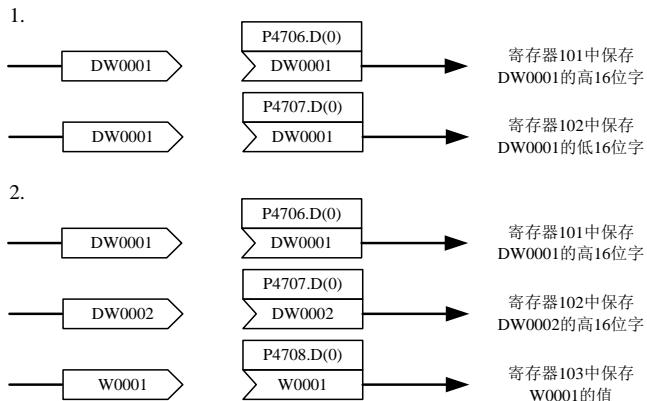 1.
P4706.D(0)
DW0001
DW0001
寄存器101中保存
DW0001的高16位字
P4707.D(0)
DW0001
DW0001
寄存器102中保存
DW0001的低16位字
2.
P4706.D(0)
DW0001
DW0001
寄存器101中保存
DW0001的高16位字
P4707.D(0)
DW0002
DW0002
寄存器102中保存
DW0002的高16位字
P4708.D(0)
W0001
W0001
寄存器103中保存
W0001的值